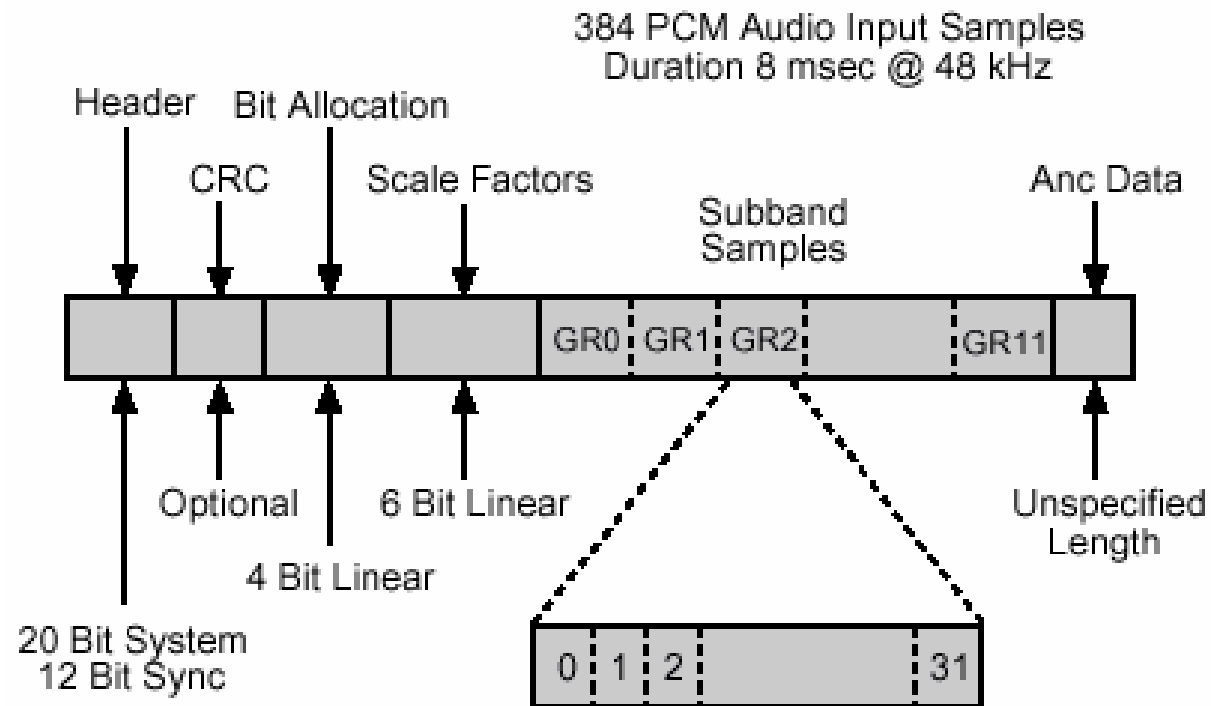 384 PCM Audio Input Samples
Duration 8 msec @ 48 kHz
Header
Bit Allocation
CRC
Scale Factors
Subband
Samples
Anc Data
GR0
GR1
GR2
GR11
Optional
6 Bit Linear
Unspecified
Length
4 Bit Linear
20 Bit System
12 Bit Sync
0
1
2
31